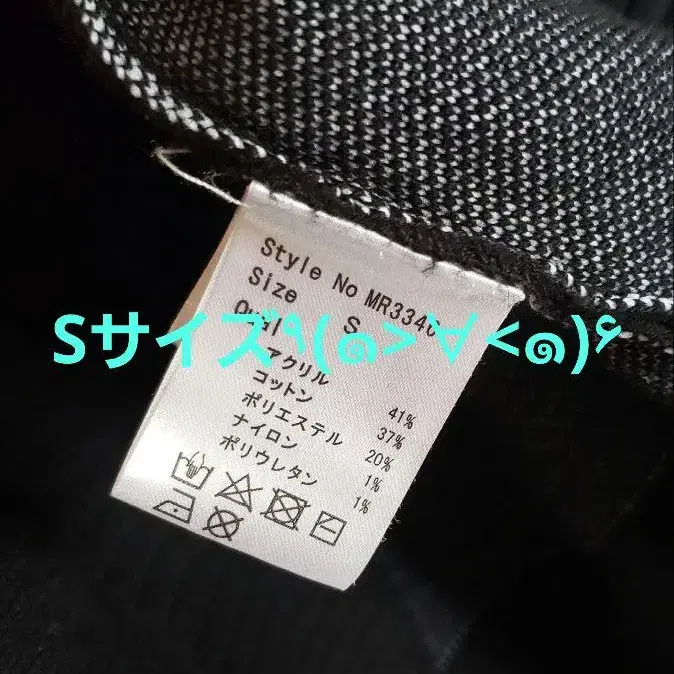 Style No MR3346
Size S
Qual
Sサイズ٩(๑>∀<๑)۶
アクリル 41%
コットン 37%
ポリエステル 20%
ナイロン 1%
ポリウレタン 1%